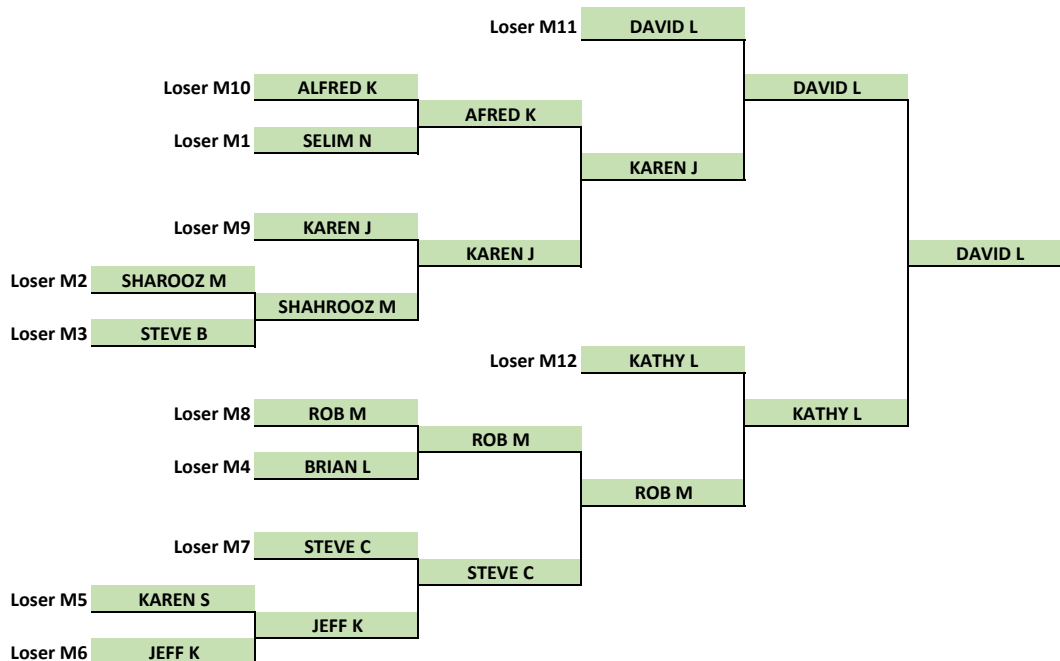 Loser M11 DAVID L
Loser M10 ALFRED K DAVID L
AFRED K
Loser M1 SELIM N
KAREN J
Loser M9 KAREN J
KAREN J DAVID L
Loser M2 SHAROOZ M
SHAHROOZ M
Loser M3 STEVE B
Loser M12 KATHY L
Loser M8 ROB M KATHY L
ROB M
Loser M4 BRIAN L
ROB M
Loser M7 STEVE C
STEVE C
Loser M5 KAREN S
JEFF K
Loser M6 JEFF K